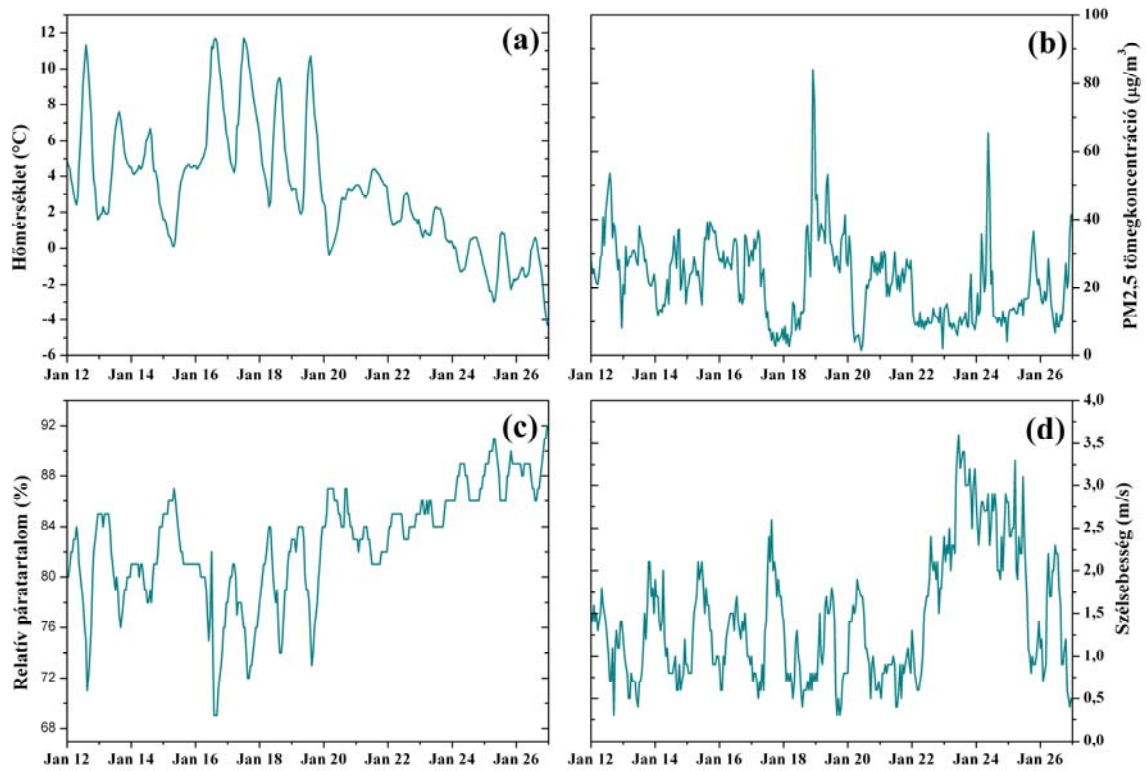 (a)
Hőmérséklet (°C)
12
10
8
6
4
2
0
-2
-4
-6
Jan 12 Jan 14 Jan 16 Jan 18 Jan 20 Jan 22 Jan 24 Jan 26
(b)
PM2,5 tömegkoncentráció (µg/m³)
100
80
60
40
20
0
Jan 12 Jan 14 Jan 16 Jan 18 Jan 20 Jan 22 Jan 24 Jan 26
(c)
Relatív páratartalom (%)
92
88
84
80
76
72
68
Jan 12 Jan 14 Jan 16 Jan 18 Jan 20 Jan 22 Jan 24 Jan 26
(d)
Szélsebesség (m/s)
4,0
3,5
3,0
2,5
2,0
1,5
1,0
0,5
0,0
Jan 12 Jan 14 Jan 16 Jan 18 Jan 20 Jan 22 Jan 24 Jan 26